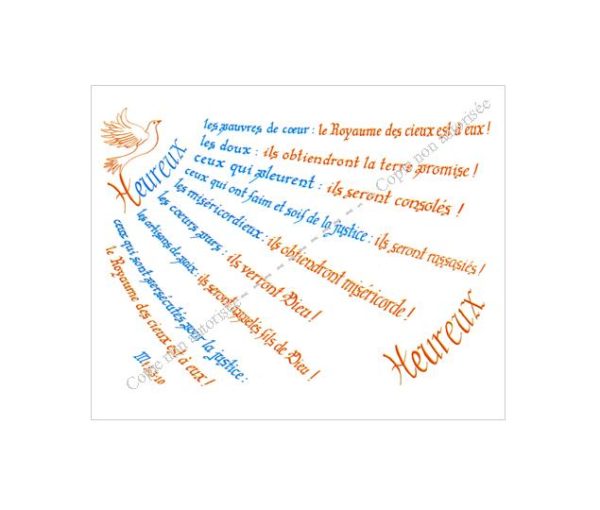 Heureux
les pauvres de cœur : le Royaume des cieux est à eux !
les doux : ils obtiendront la terre promise !
ceux qui pleurent : ils seront consolés !
ceux qui ont faim et soif de la justice : ils seront rassasiés !
les miséricordieux : ils obtiendront miséricorde !
les cœurs purs : ils verront Dieu !
les artisans de paix : ils seront appelés fils de Dieu !
ceux qui sont persécutés pour la justice :
le Royaume des cieux est à eux !
Heureux
Copie non autorisée
Copie non autorisée